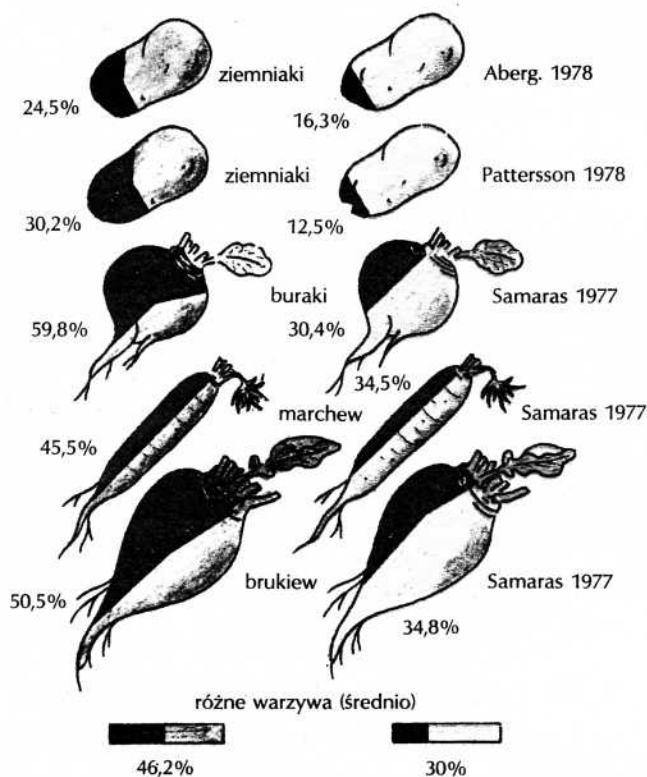 ziemniaki Aberg. 1978
24,5% 16,3%
ziemniaki Pattersson 1978
30,2% 12,5%
buraki Samaras 1977
59,8% 30,4%
34,5%
marchew Samaras 1977
45,5%
50,5% brukiew Samaras 1977
34,8%
różne warzywa (średnio)
46,2% 30%